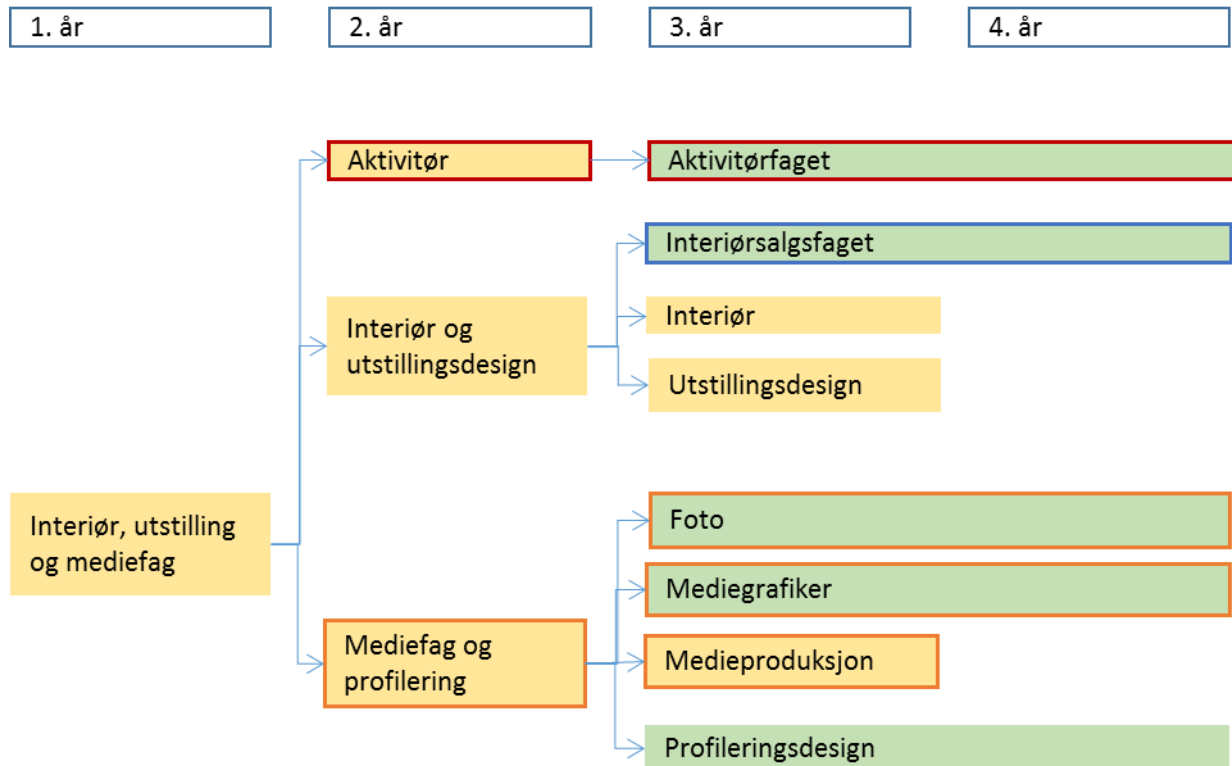 1. år
2. år
3. år
4. år
Aktivitør
Aktivitørfaget
Interiørsalgsfaget
Interiør og
utstillingsdesign
Interiør
Utstillingsdesign
Interiør, utstilling
og mediefag
Foto
Mediegrafiker
Mediefag og
profilering
Medieproduksjon
Profileringsdesign